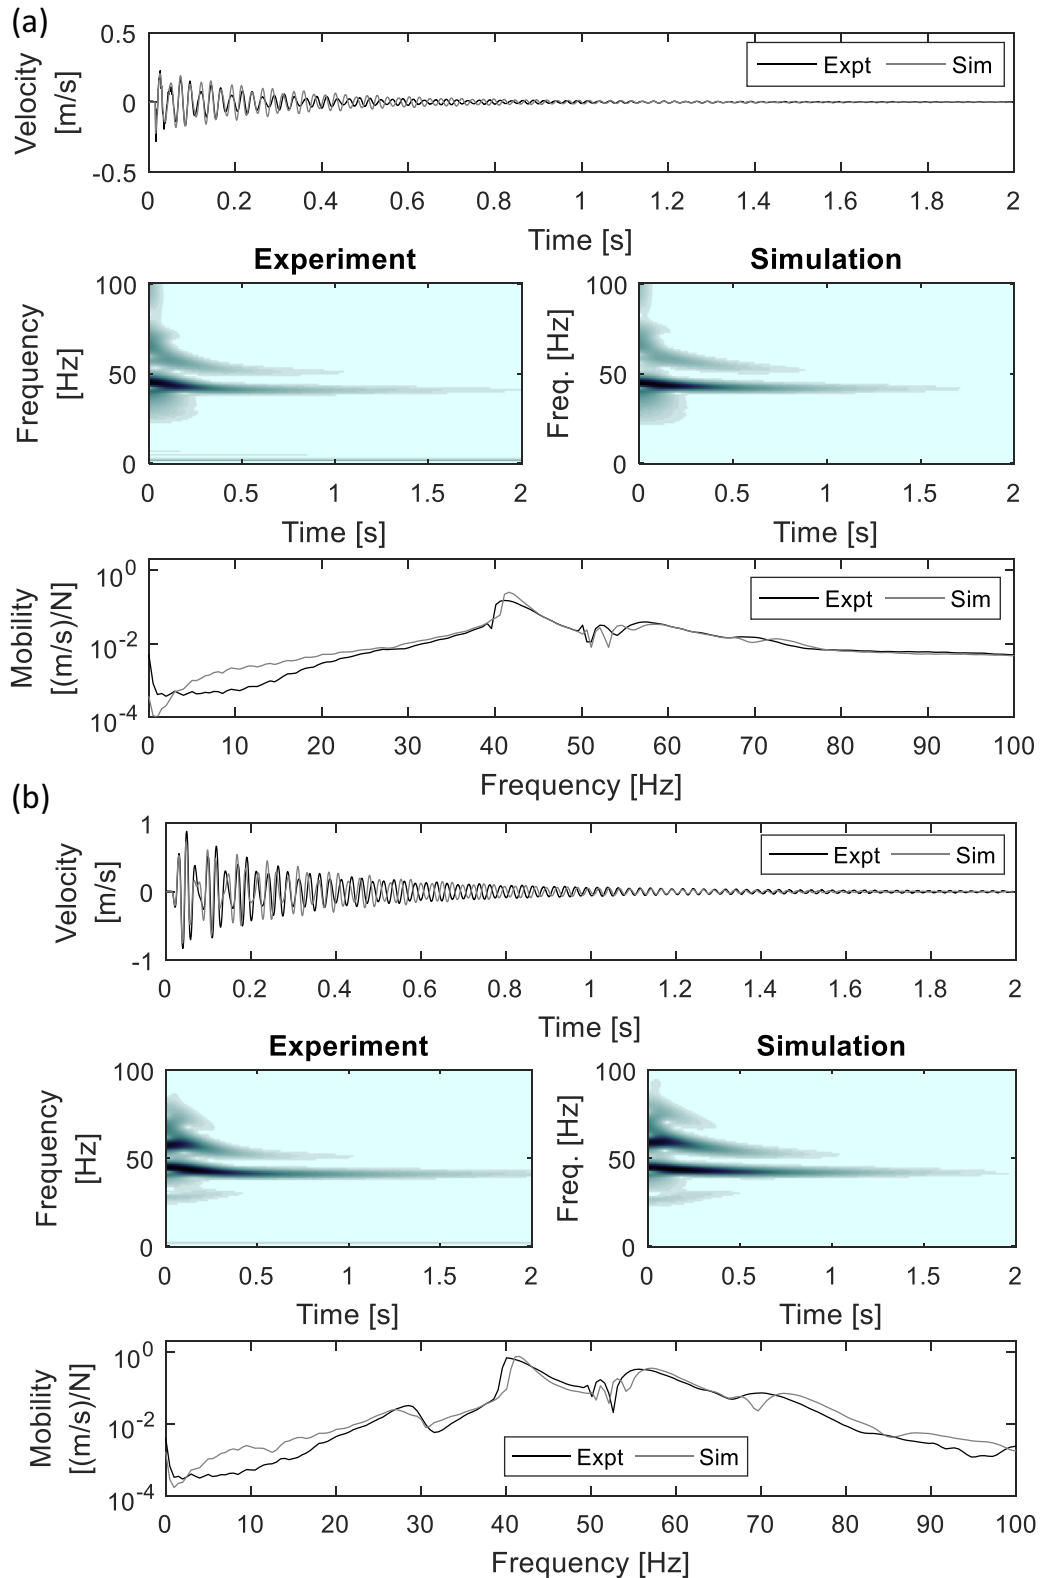 (a)
0.5
0
-0.5
Velocity
[m/s]
Expt
Sim
0 0.2 0.4 0.6 0.8 1 1.2 1.4 1.6 1.8 2
Time [s]
Experiment
Simulation
100
50
0
Frequency
[Hz]
0 0.5 1 1.5 2
Time [s]
100
50
0
Freq. [Hz]
0 0.5 1 1.5 2
Time [s]
10^0
10^-2
10^-4
Mobility
[(m/s)/N]
Expt
Sim
0 10 20 30 40 50 60 70 80 90 100
Frequency [Hz]
(b)
1
0
-1
Velocity
[m/s]
Expt
Sim
0 0.2 0.4 0.6 0.8 1 1.2 1.4 1.6 1.8 2
Time [s]
Experiment
Simulation
100
50
0
Frequency
[Hz]
0 0.5 1 1.5 2
Time [s]
100
50
0
Freq. [Hz]
0 0.5 1 1.5 2
Time [s]
10^0
10^-2
10^-4
Mobility
[(m/s)/N]
Expt
Sim
0 10 20 30 40 50 60 70 80 90 100
Frequency [Hz]